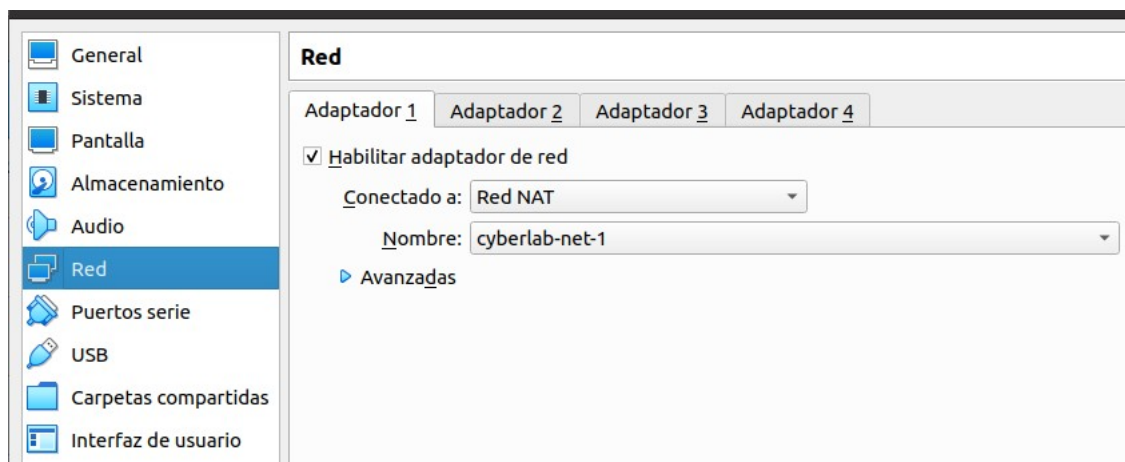 General
Sistema
Pantalla
Almacenamiento
Audio
Red
Puertos serie
USB
Carpetas compartidas
Interfaz de usuario
Red
Adaptador 1 Adaptador 2 Adaptador 3 Adaptador 4
Habilitar adaptador de red
Conectado a: Red NAT
Nombre: cyberlab-net-1
Avanzadas